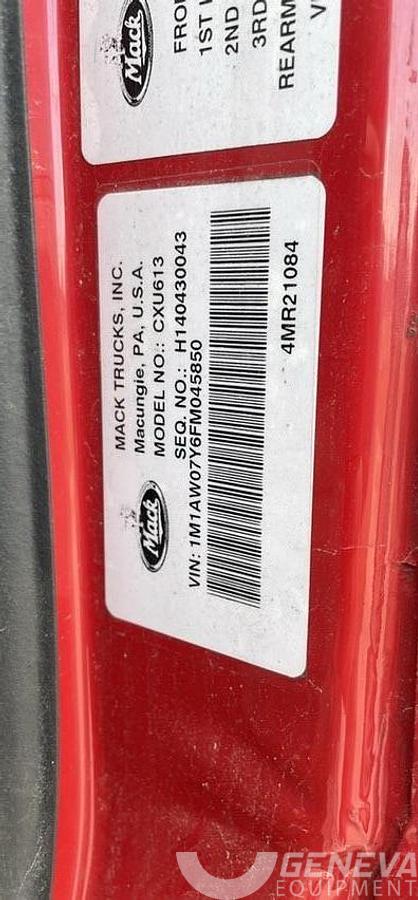 Mack
FRO
1ST
2ND
3RD
REARM
MACK TRUCKS, INC.
Macungie, PA, U.S.A.
MODEL NO.: CXU613
SEQ. NO.: H140430043
Mack
VIN: 1M1AW07Y6FM045850
4MR21084
GENEVA
EQUIPMENT